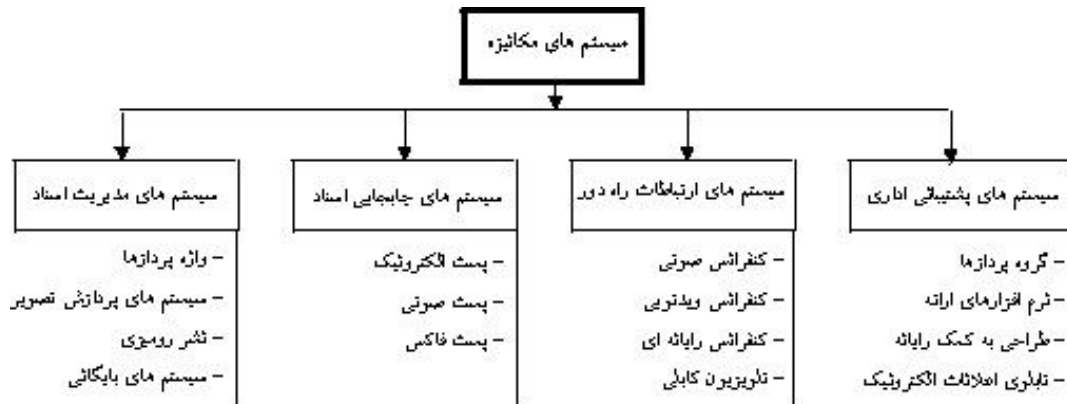 سیستم های مکانیزه
سیستم های پشتیبانی اداری
- گروه پردازها
- نرم افزارهای ارائه
- طراحی به کمک رایانه
- تابلوی اعلانات الکترونیک
سیستم های ارتباطات راه دور
- کنفرانس صوتی
- کنفرانس ویدئویی
- کنفرانس رایانه ای
- تلویزیون کابلی
سیستم های جابجایی اسناد
- پست الکترونیک
- پست صوتی
- پست فاکس
سیستم های مدیریت اسناد
- واژه پردازها
- سیستم های پردازش تصویر
- نشر رومیزی
- سیستم های بایگانی